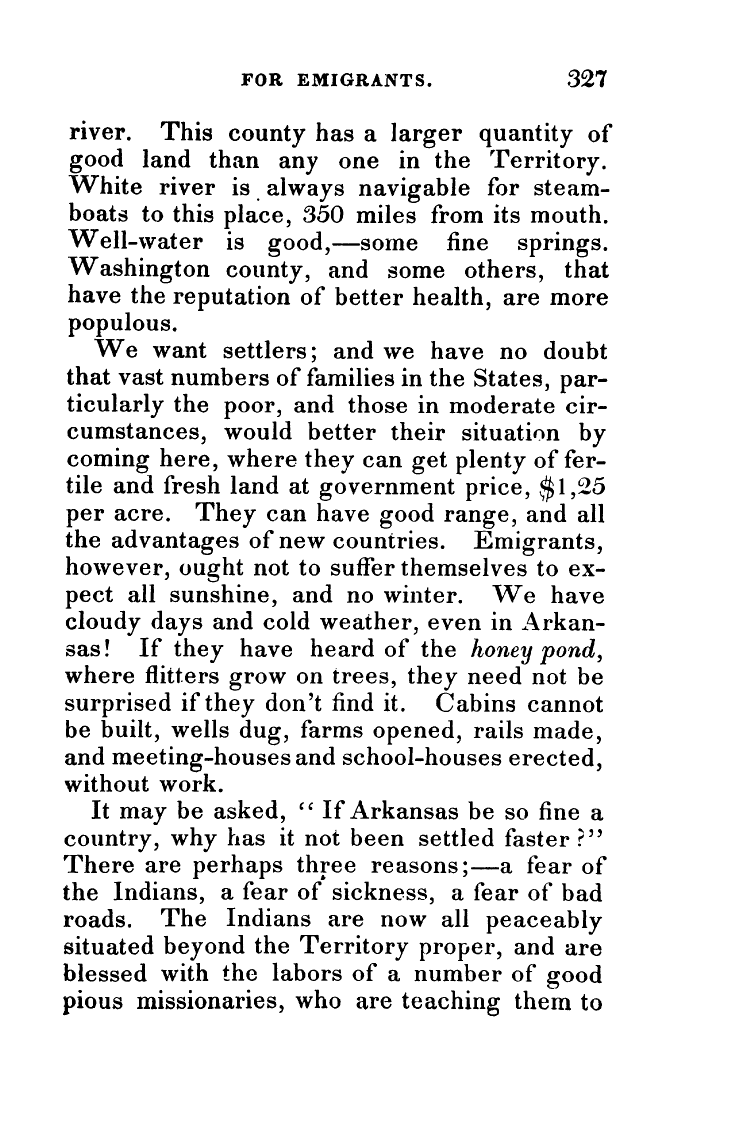 FOR EMIGRANTS. 327
river. This county has a larger quantity of
good land than any one in the Territory.
White river is always navigable for steam-
boats to this place, 350 miles from its mouth.
Well-water is good,—some fine springs.
Washington county, and some others, that
have the reputation of better health, are more
populous.
We want settlers; and we have no doubt
that vast numbers of families in the States, par-
ticularly the poor, and those in moderate cir-
cumstances, would better their situation by
coming here, where they can get plenty of fer-
tile and fresh land at government price, $1,25
per acre. They can have good range, and all
the advantages of new countries. Emigrants,
however, ought not to suffer themselves to ex-
pect all sunshine, and no winter. We have
cloudy days and cold weather, even in Arkan-
sas! If they have heard of the honey pond,
where flitters grow on trees, they need not be
surprised if they don't find it. Cabins cannot
be built, wells dug, farms opened, rails made,
and meeting-houses and school-houses erected,
without work.
It may be asked, “ If Arkansas be so fine a
country, why has it not been settled faster?”
There are perhaps three reasons;—a fear of
the Indians, a fear of sickness, a fear of bad
roads. The Indians are now all peaceably
situated beyond the Territory proper, and are
blessed with the labors of a number of good
pious missionaries, who are teaching them to